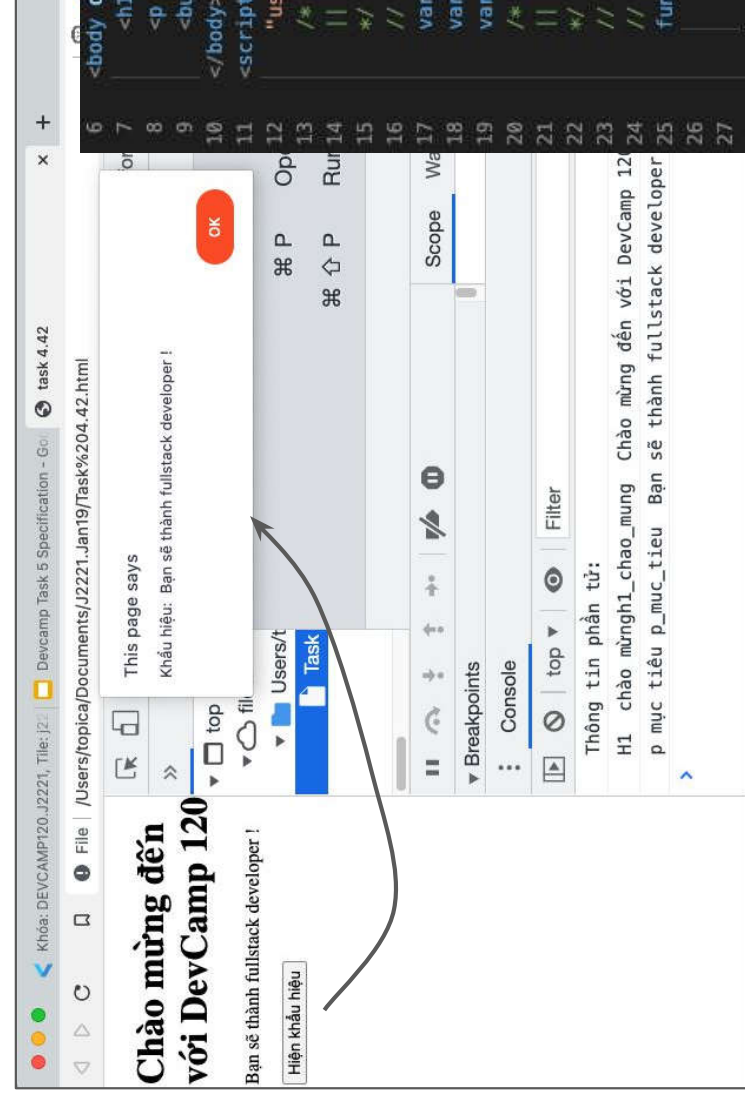 Khóa: DEVCAMP120.J2221, Tile: j22
Devcamp Task 5 Specification - Goo
task 4.42
File
/Users/topica/Documents/J2221.Jan19/Task%204.42.html
Chào mừng đến
với DevCamp 120
Bạn sẽ thành fullstack developer !
Hiện khẩu hiệu
This page says
Khẩu hiệu: Bạn sẽ thành fullstack developer !
OK
top
Users/t
Task
⌘ P
⌘ ⇧ P
Breakpoints
Scope
Console
top
Filter
Thông tin phần tử:
H1 chào mừngh1_chao_mung Chào mừng đến với DevCamp 120
p mục tiêu p_muc_tieu Bạn sẽ thành fullstack developer
6 <body
7 <h1
8 <p
9 <bu
10 </body>
11 <script
12 "us
13 /*
14 ||
15 */
16 //
17 var
18 var
19 var
20 /*
21 ||
22 */
23 //
24 //
25 fun
26
27